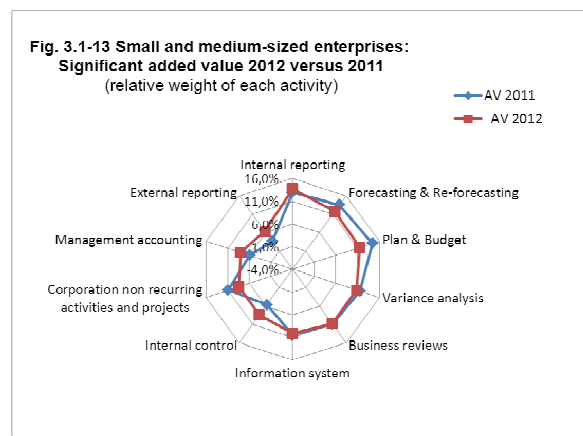 Fig. 3.1-13 Small and medium-sized enterprises:
Significant added value 2012 versus 2011
(relative weight of each activity)
AV 2011
AV 2012
Internal reporting
16,0%
11,0%
6,0%
1,0%
-4,0%
Forecasting & Re-forecasting
Plan & Budget
Variance analysis
Business reviews
Information system
Internal control
Corporation non recurring
activities and projects
Management accounting
External reporting